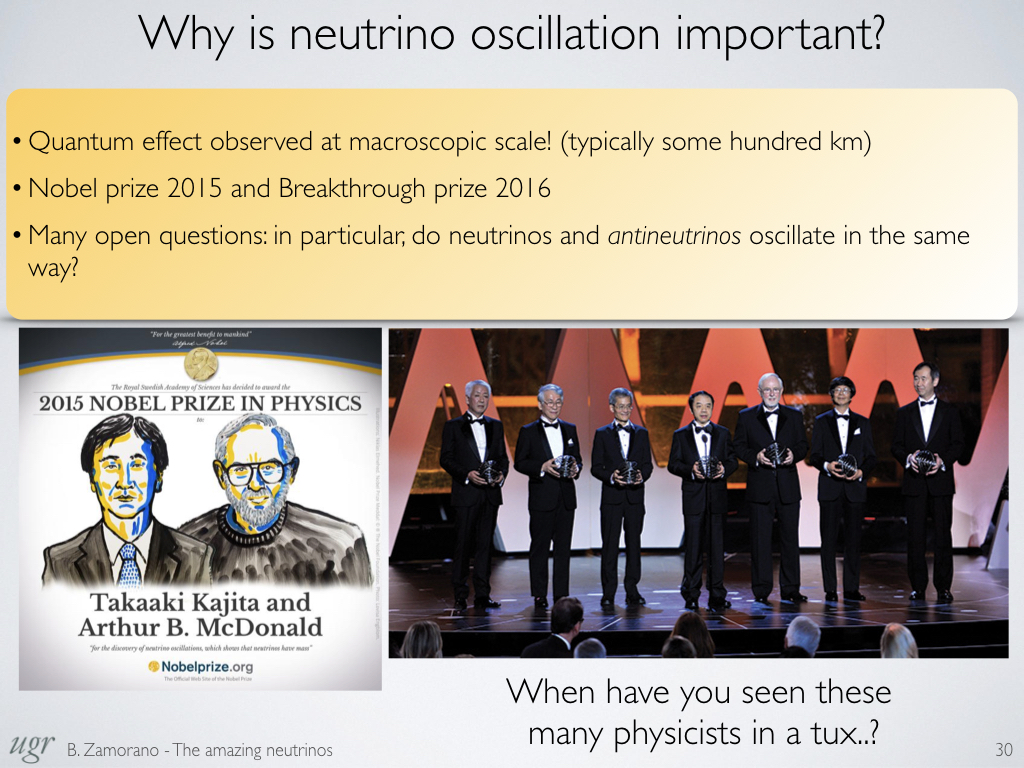 Why is neutrino oscillation important?
• Quantum effect observed at macroscopic scale! (typically some hundred km)
• Nobel prize 2015 and Breakthrough prize 2016
• Many open questions: in particular, do neutrinos and antineutrinos oscillate in the same
way?
"For the greatest benefit to mankind"
Alfred Nobel
The Royal Swedish Academy of Sciences has decided to award the
2015 NOBEL PRIZE IN PHYSICS
to:
Takaaki Kajita and
Arthur B. McDonald
"for the discovery of neutrino oscillations, which shows that neutrinos have mass"
Nobelprize.org
The Official Web Site of the Nobel Prize
When have you seen these
many physicists in a tux..?
ugr B. Zamorano - The amazing neutrinos
30